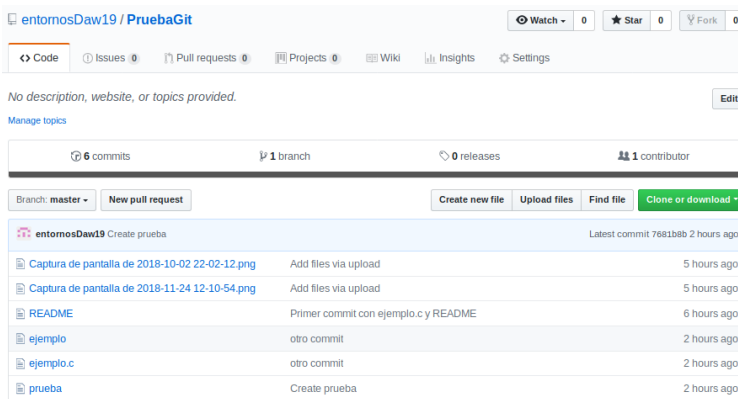 entornosDaw19 / PruebaGit Watch 0 Star 0 Fork 0
Code Issues 0 Pull requests 0 Projects 0 Wiki Insights Settings
No description, website, or topics provided. Edit
Manage topics
6 commits 1 branch 0 releases 1 contributor
Branch: master New pull request Create new file Upload files Find file Clone or download
entornosDaw19 Create prueba Latest commit 7681b8b 2 hours ago
Captura de pantalla de 2018-10-02 22-02-12.png Add files via upload 5 hours ago
Captura de pantalla de 2018-11-24 12-10-54.png Add files via upload 5 hours ago
README Primer commit con ejemplo.c y README 6 hours ago
ejemplo otro commit 2 hours ago
ejemplo.c otro commit 2 hours ago
prueba Create prueba 2 hours ago